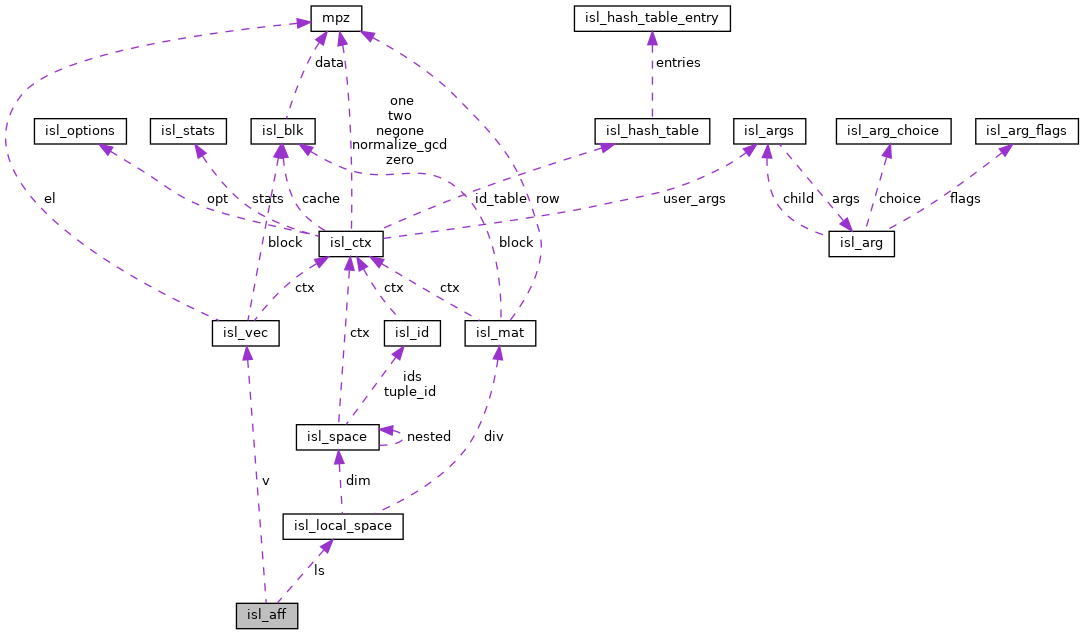 mpz
isl_hash_table_entry
data
entries
one
two
negone
normalize_gcd
zero
isl_options
isl_stats
isl_blk
isl_hash_table
isl_args
isl_arg_choice
isl_arg_flags
el
opt
stats
cache
id_table
row
user_args
child
args
choice
flags
block
isl_ctx
block
isl_arg
ctx
ctx
ctx
isl_vec
ctx
isl_id
isl_mat
ids
tuple_id
isl_space
nested
div
v
dim
isl_local_space
ls
isl_aff